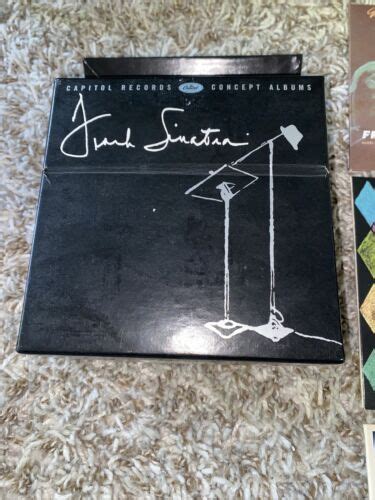 CAPITOL RECORDS Capitol CONCEPT ALBUMS
Frank Sinatra